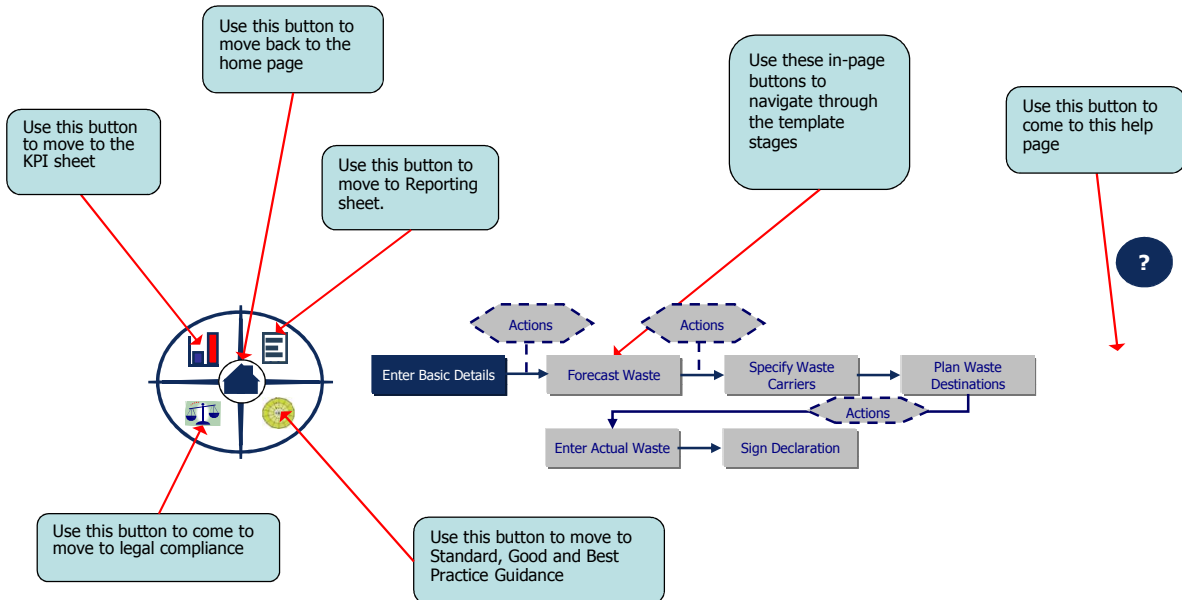 Use this button to
move back to the
home page
Use these in-page
buttons to
navigate through
the template
stages
Use this button to
come to this help
page
Use this button
to move to the
KPI sheet
Use this button to
move to Reporting
sheet.
?
Actions
Actions
Enter Basic Details
Forecast Waste
Specify Waste
Carriers
Plan Waste
Destinations
Actions
Enter Actual Waste
Sign Declaration
Use this button to come to
move to legal compliance
Use this button to move to
Standard, Good and Best
Practice Guidance